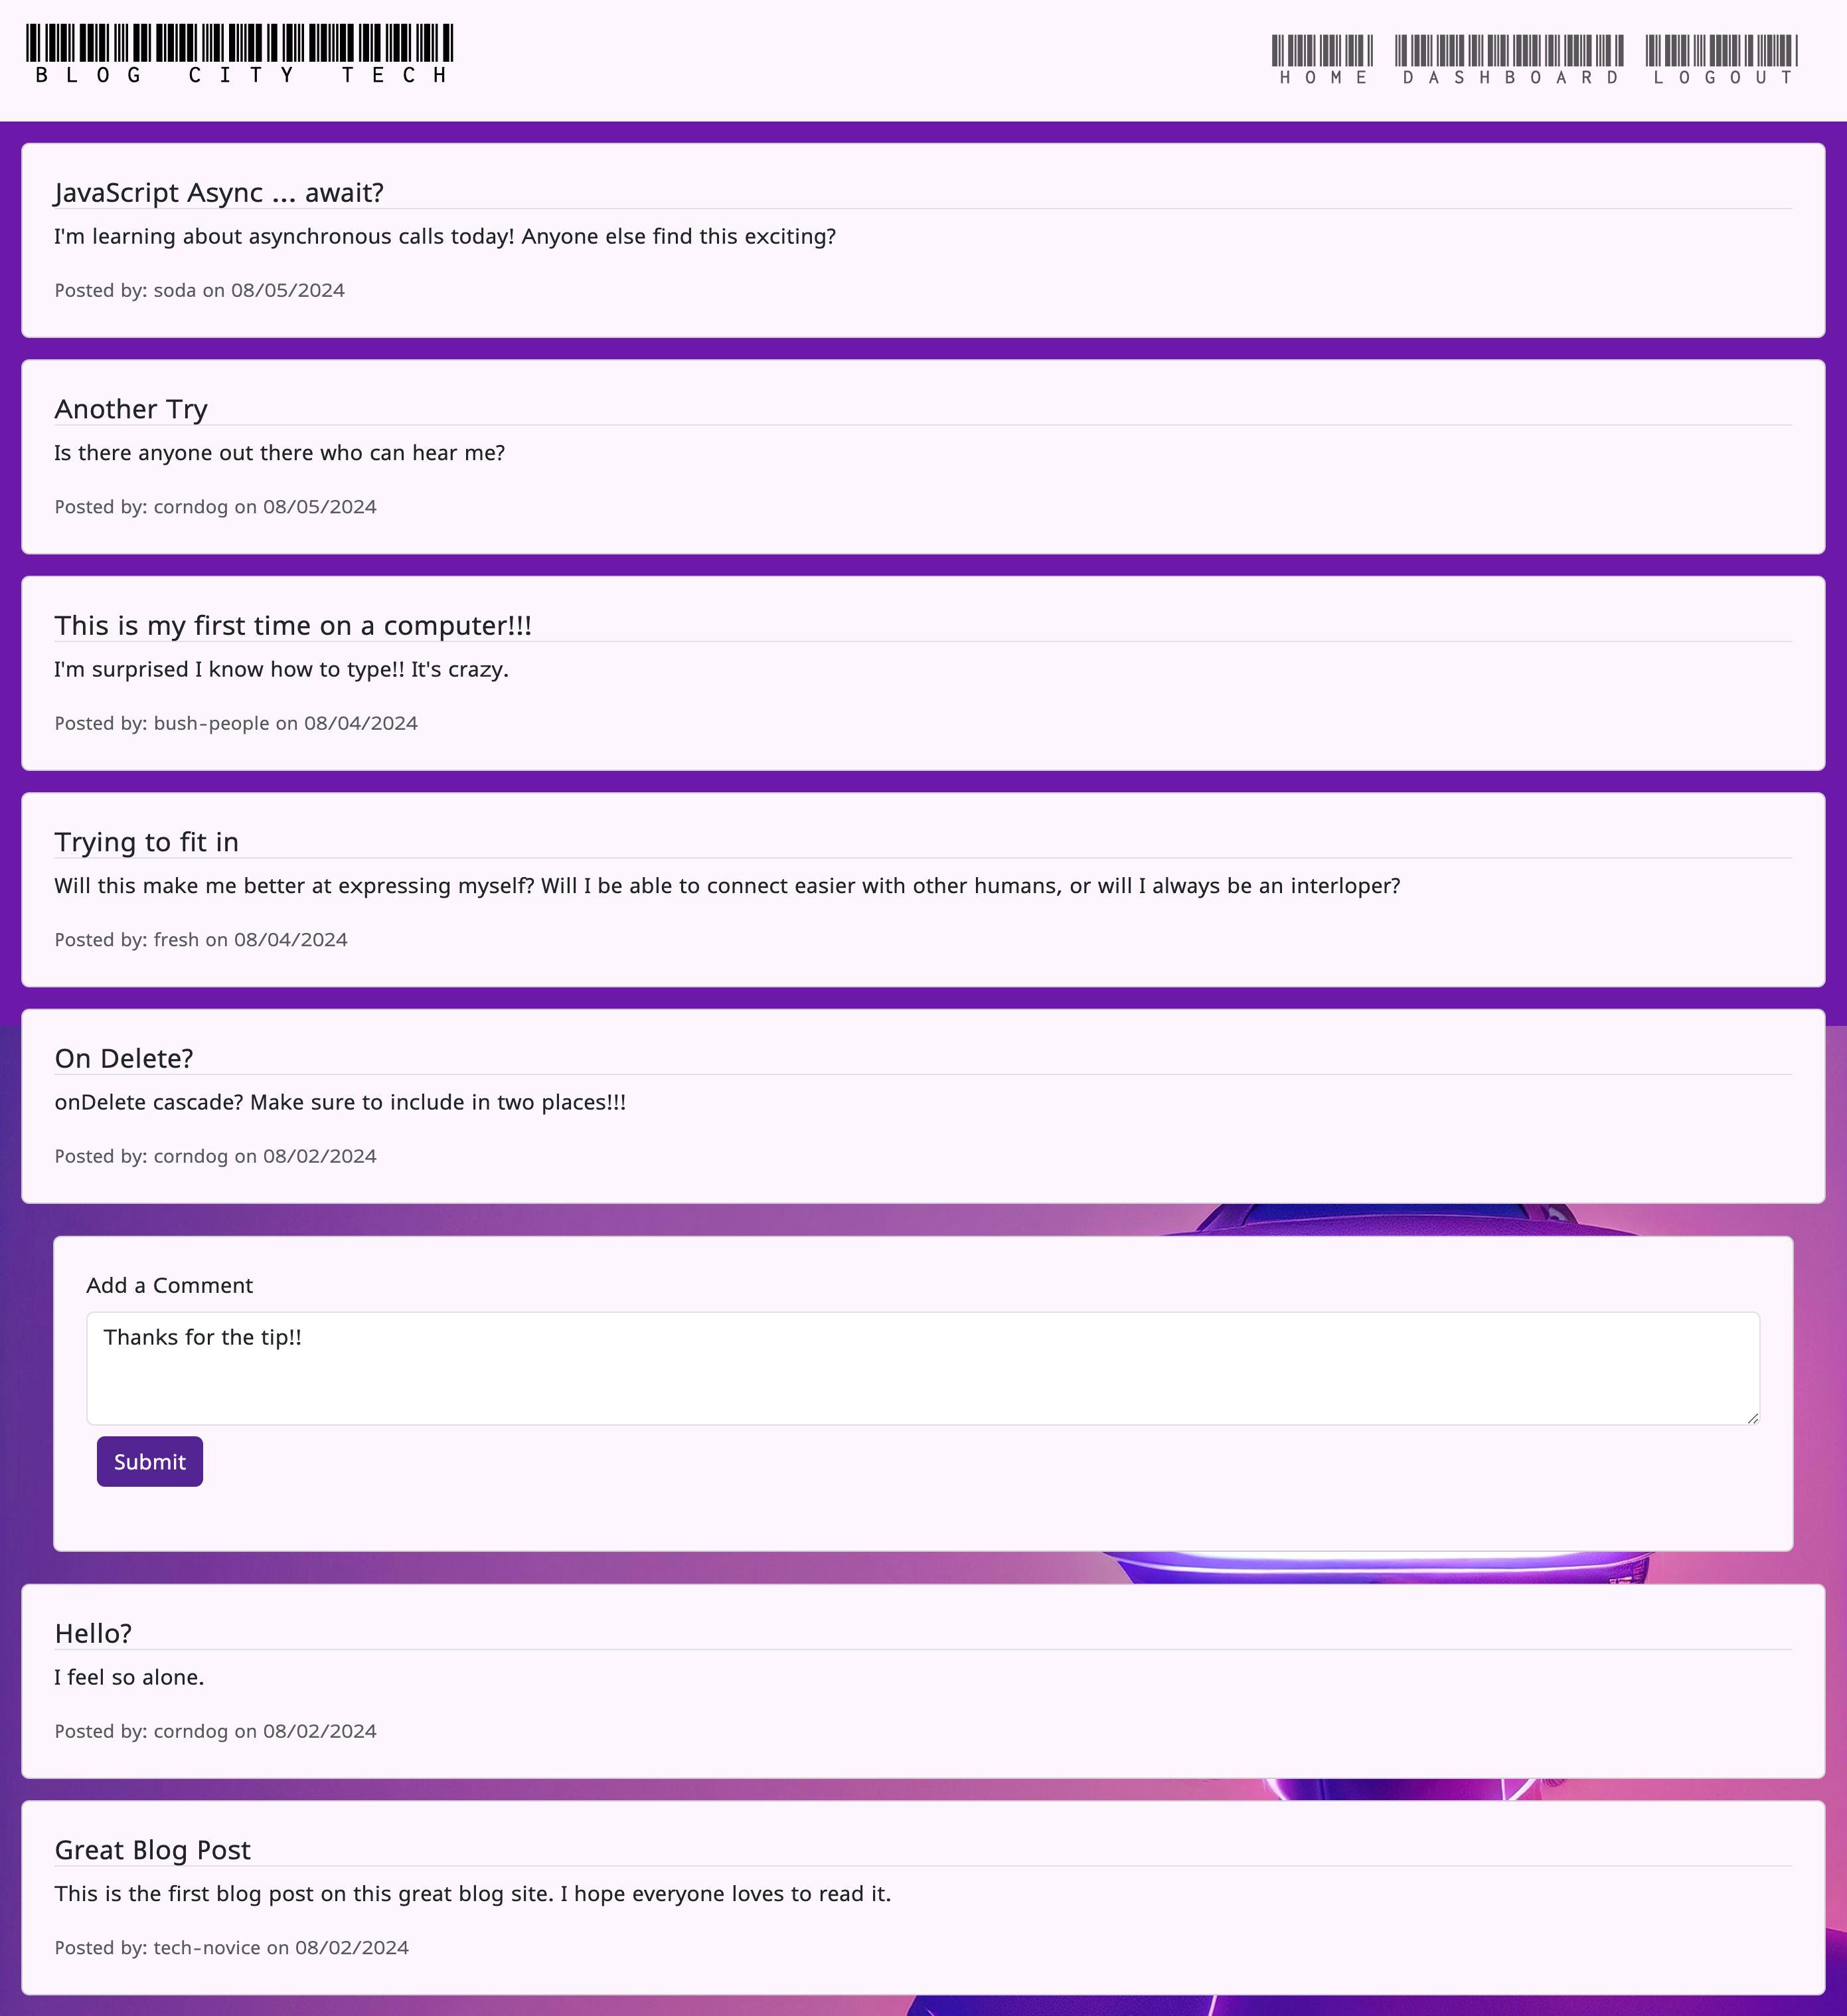 BLOG CITY TECH
HOME DASHBOARD LOGOUT
JavaScript Async ... await?
I'm learning about asynchronous calls today! Anyone else find this exciting?
Posted by: soda on 08/05/2024
Another Try
Is there anyone out there who can hear me?
Posted by: corndog on 08/05/2024
This is my first time on a computer!!!
I'm surprised I know how to type!! It's crazy.
Posted by: bush-people on 08/04/2024
Trying to fit in
Will this make me better at expressing myself? Will I be able to connect easier with other humans, or will I always be an interloper?
Posted by: fresh on 08/04/2024
On Delete?
onDelete cascade? Make sure to include in two places!!!
Posted by: corndog on 08/02/2024
Add a Comment
Thanks for the tip!!
Submit
Hello?
I feel so alone.
Posted by: corndog on 08/02/2024
Great Blog Post
This is the first blog post on this great blog site. I hope everyone loves to read it.
Posted by: tech-novice on 08/02/2024